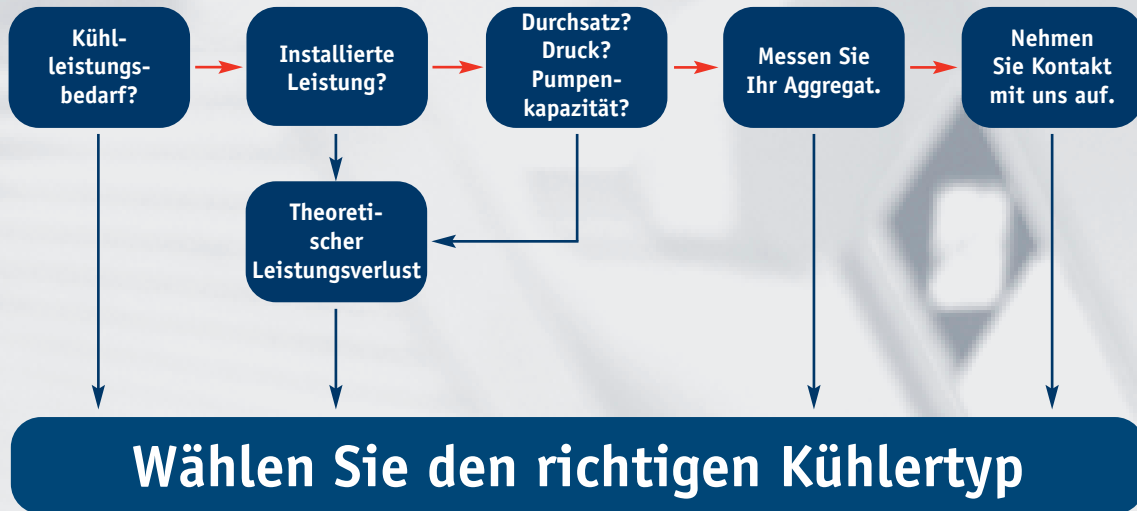 Kühl-
leistungs-
bedarf?
Installierte
Leistung?
Durchsatz?
Druck?
Pumpen-
kapazität?
Messen Sie
Ihr Aggregat.
Nehmen
Sie Kontakt
mit uns auf.
Theoreti-
scher
Leistungsverlust
Wählen Sie den richtigen Kühlertyp